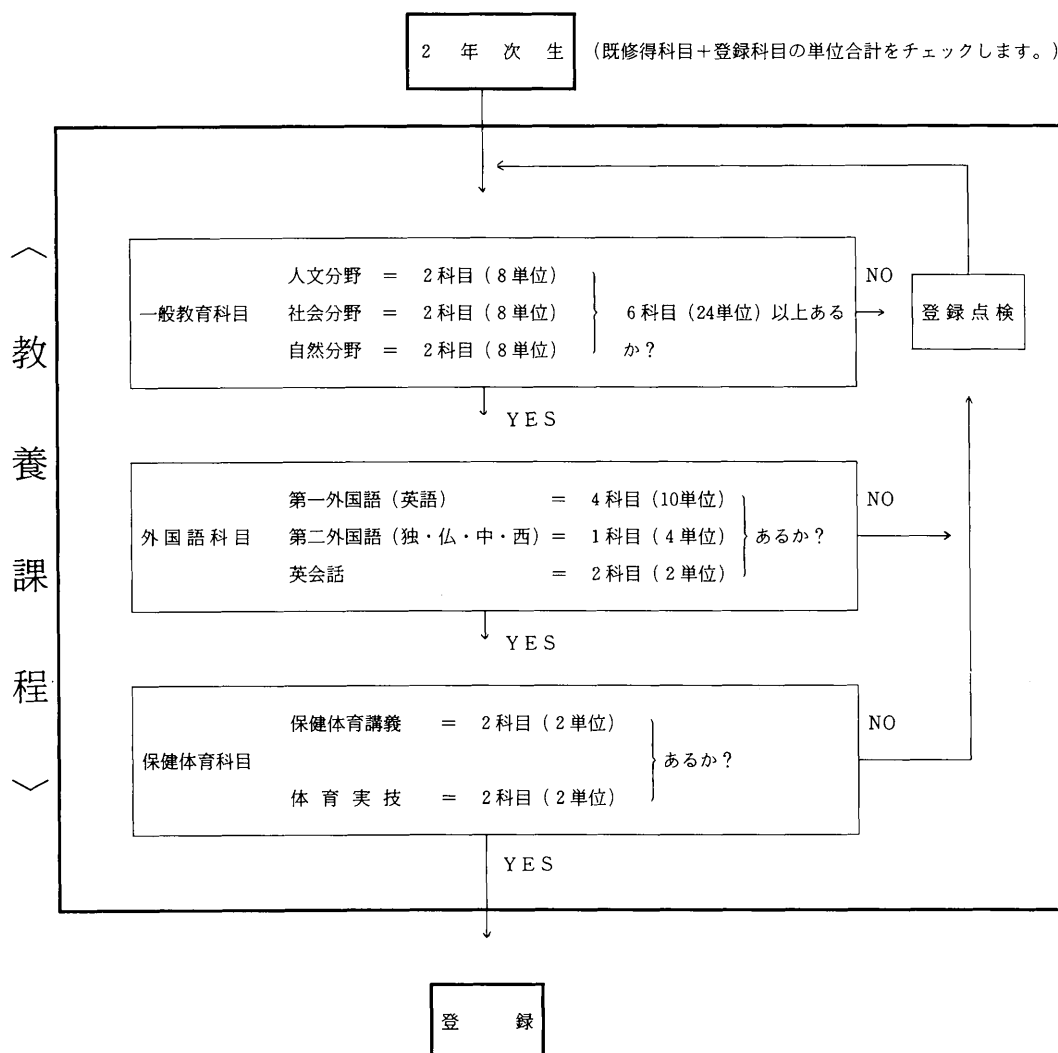 2年次生 (既修得科目+登録科目の単位合計をチェックします。)
〈教養課程〉
一般教育科目
人文分野 = 2科目(8単位)
社会分野 = 2科目(8単位)
自然分野 = 2科目(8単位)
6科目(24単位)以上ある
か?
NO
登録点検
YES
外国語科目
第一外国語(英語) = 4科目(10単位)
第二外国語(独・仏・中・西)= 1科目(4単位)
英会話 = 2科目(2単位)
あるか?
NO
YES
保健体育科目
保健体育講義 = 2科目(2単位)
体育実技 = 2科目(2単位)
あるか?
NO
YES
登録